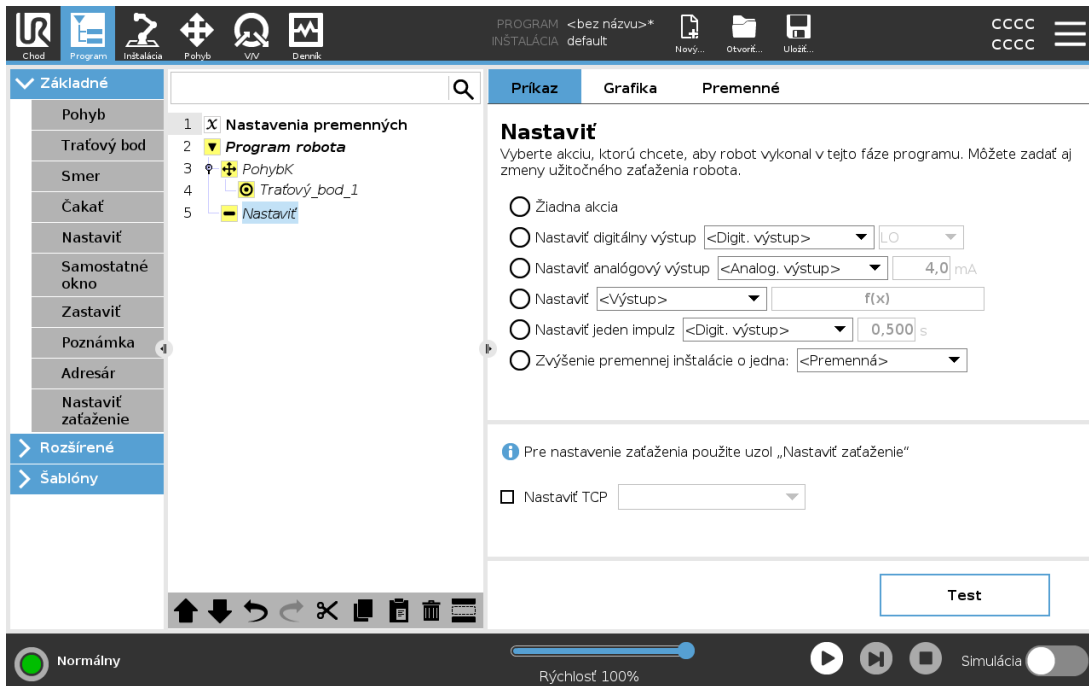 UR
Chod
Program
Inštalácia
Pohyb
V/V
Denník
PROGRAM <bez názvu>*
INŠTALÁCIA default
Nový...
Otvoriť...
Uložiť...
CCCC
CCCC
Základné
Pohyb
Traťový bod
Smer
Čakať
Nastaviť
Samostatné
okno
Zastaviť
Poznámka
Adresár
Nastaviť
zaťaženie
Rozšírené
Šablóny
1 X Nastavenia premenných
2 Program robota
3 PohybK
4 Traťový_bod_1
5 Nastaviť
Príkaz Grafika Premenné
Nastaviť
Vyberte akciu, ktorú chcete, aby robot vykonal v tejto fáze programu. Môžete zadať aj
zmeny užitočného zaťaženia robota.
Žiadna akcia
Nastaviť digitálny výstup <Digit. výstup> LO
Nastaviť analógový výstup <Analog. výstup> 4,0 mA
Nastaviť <Výstup> f(x)
Nastaviť jeden impulz <Digit. výstup> 0,500 s
Zvýšenie premennej inštalácie o jedna: <Premenná>
Pre nastavenie zaťaženia použite uzol „Nastaviť zaťaženie“
Nastaviť TCP
Test
Normálny
Rýchlosť 100%
Simulácia